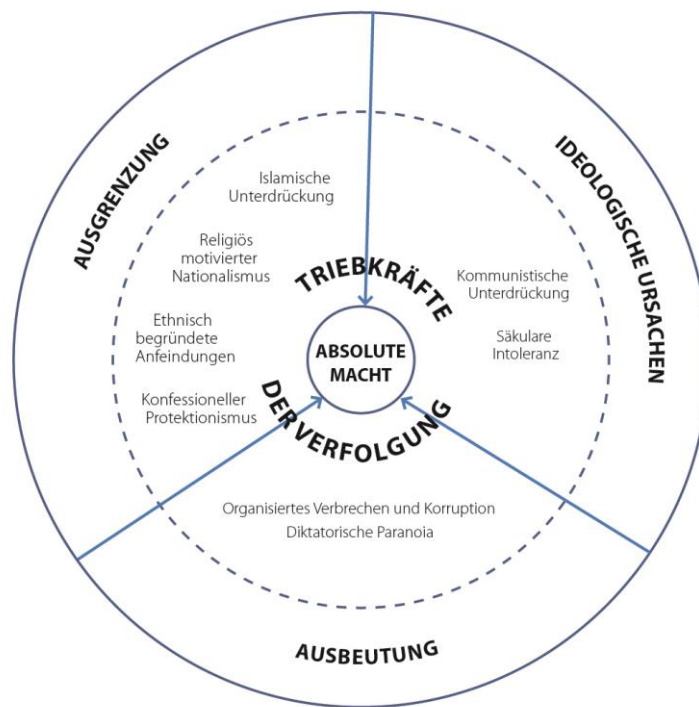 AUSGRENZUNG
IDEOLOGISCHE URSACHEN
Islamische
Unterdrückung
Religiös
motivierter
Nationalismus
Ethnisch
begründete
Anfeindungen
Konfessioneller
Protektionismus
TRIEBKRÄFTE
DER VERFOLGUNG
ABSOLUTE
MACHT
Kommunistische
Unterdrückung
Säkulare
Intoleranz
Organisiertes Verbrechen und Korruption
Diktatorische Paranoia
AUSBEUTUNG